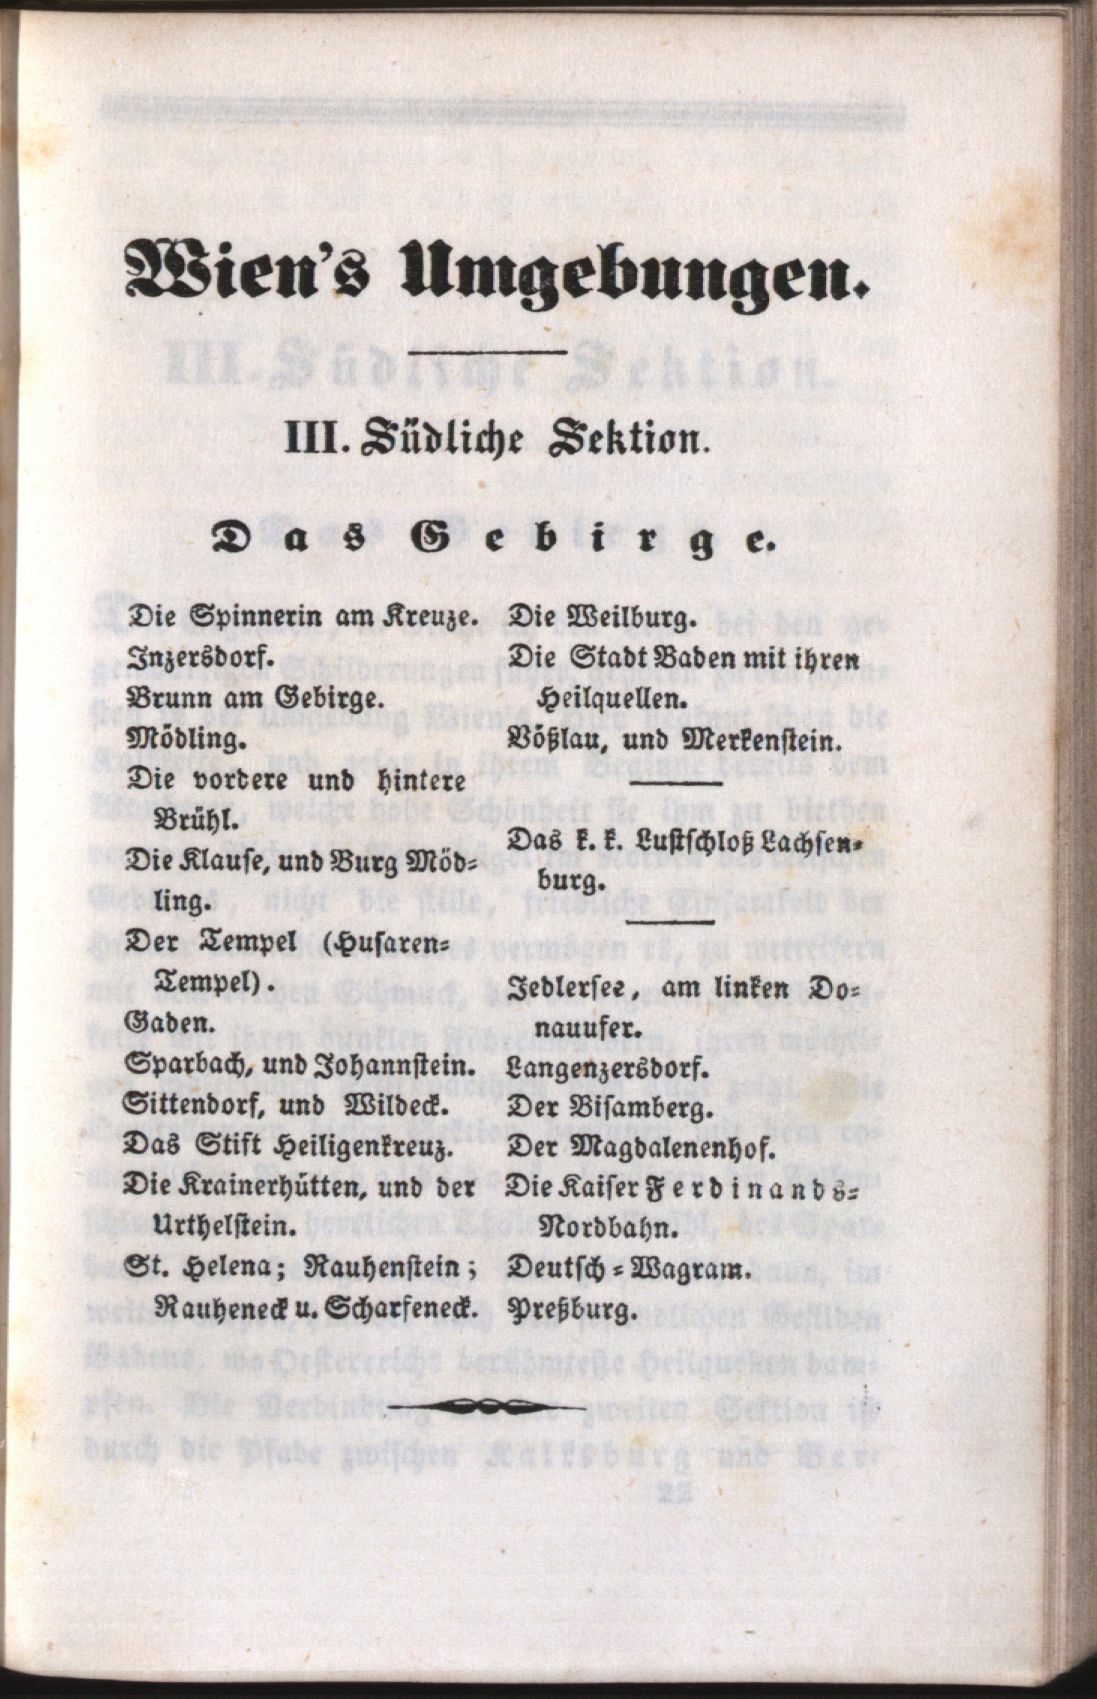 Wien's Umgebungen.
III. Südliche Sektion.
Das Gebirge.
Die Spinnerin am Kreuze.
Inzersdorf.
Brunn am Gebirge.
Mödling.
Die vordere und hintere
Brühl.
Die Klause, und Burg Möd-
ling.
Der Tempel (Husaren-
Tempel).
Gaden.
Sparbach, und Johannstein.
Sittendorf, und Wildeck.
Das Stift Heiligenkreuz.
Die Krainerhütten, und der
Urthelstein.
St. Helena; Rauhenstein;
Rauheneck u. Scharfeneck.
Die Weilburg.
Die Stadt Baden mit ihren
Heilquellen.
Vößlau, und Merkenstein.
Das k. k. Lustschloß Lachsen-
burg.
Jedlersee, am linken Do-
nauufer.
Langenzersdorf.
Der Bisamberg.
Der Magdalenenhof.
Die Kaiser Ferdinands-
Nordbahn.
Deutsch-Wagram.
Preßburg.